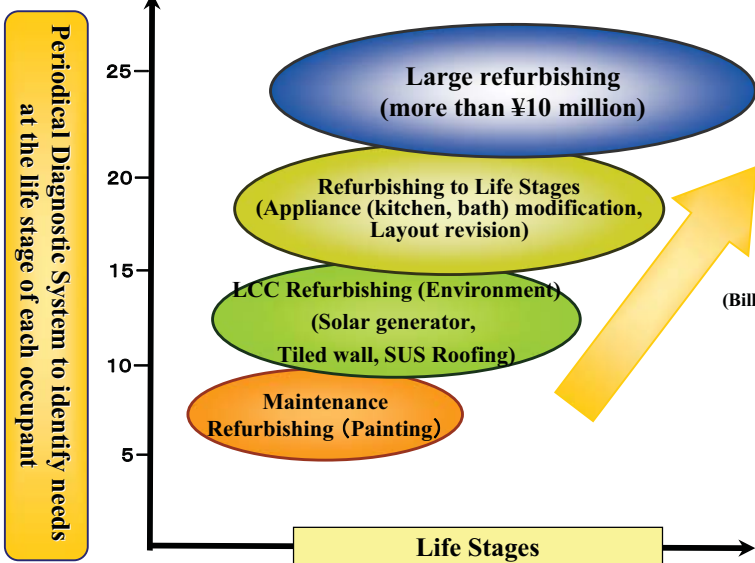 Periodical Diagnostic System to identify needs
at the life stage of each occupant
25
20
15
10
5
Large refurbishing
(more than ¥10 million)
Refurbishing to Life Stages
(Appliance (kitchen, bath) modification,
Layout revision)
LCC Refurbishing (Environment)
(Solar generator,
Tiled wall, SUS Roofing)
Maintenance
Refurbishing（Painting）
(Bill
Life Stages